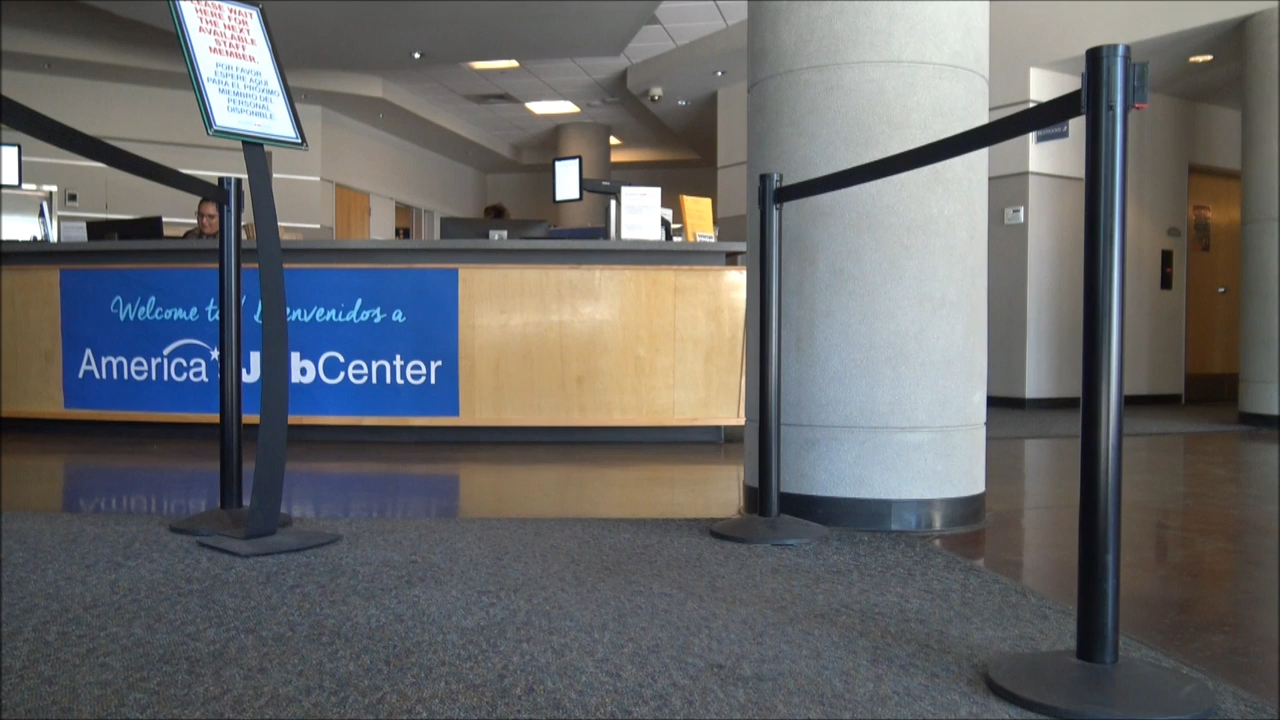 PLEASE WAIT
HERE FOR
THE NEXT
AVAILABLE
STAFF
MEMBER.
POR FAVOR
ESPERE AQUI
PARA EL PRÓXIMO
MIEMBRO DEL
PERSONAL
DISPONIBLE.
Welcome to / Bienvenidos a
America's JobCenter